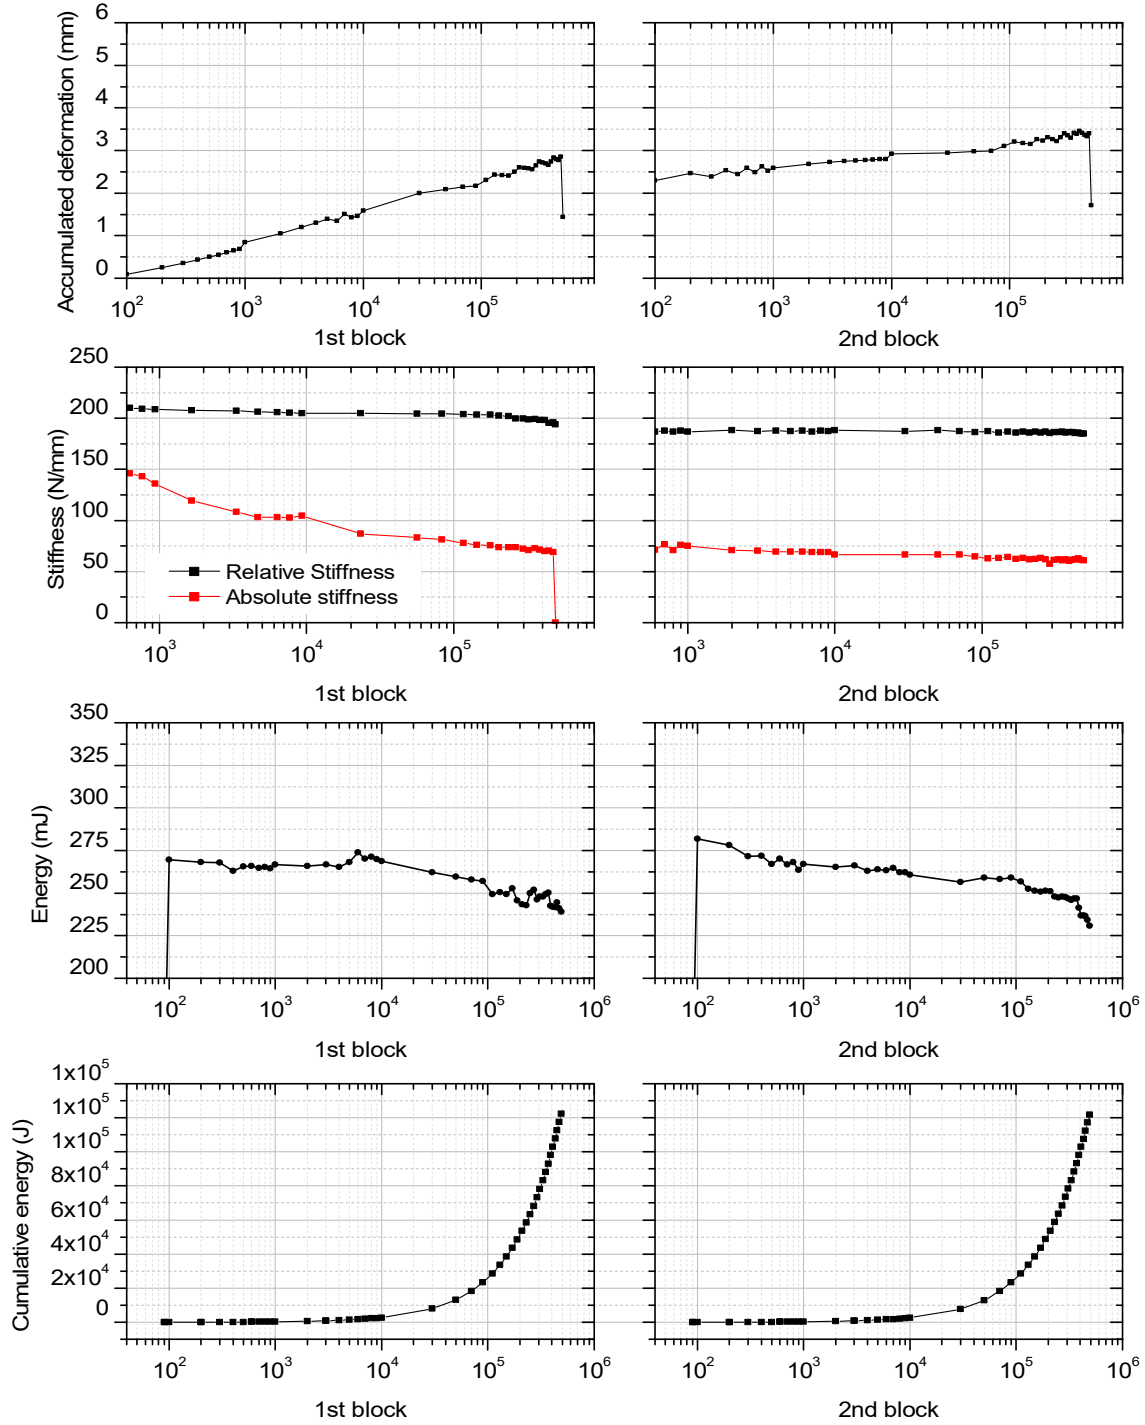 Accumulated deformation (mm)
6
5
4
3
2
1
0
10^2 10^3 10^4 10^5
1st block
10^2 10^3 10^4 10^5
2nd block
Stiffness (N/mm)
250
200
150
100
50
0
Relative Stiffness
Absolute stiffness
10^3 10^4 10^5
1st block
10^3 10^4 10^5
2nd block
Energy (mJ)
350
325
300
275
250
225
200
10^2 10^3 10^4 10^5 10^6
1st block
10^2 10^3 10^4 10^5 10^6
2nd block
Cumulative energy (J)
1x10^5
1x10^5
8x10^4
6x10^4
4x10^4
2x10^4
0
10^2 10^3 10^4 10^5 10^6
1st block
10^2 10^3 10^4 10^5 10^6
2nd block